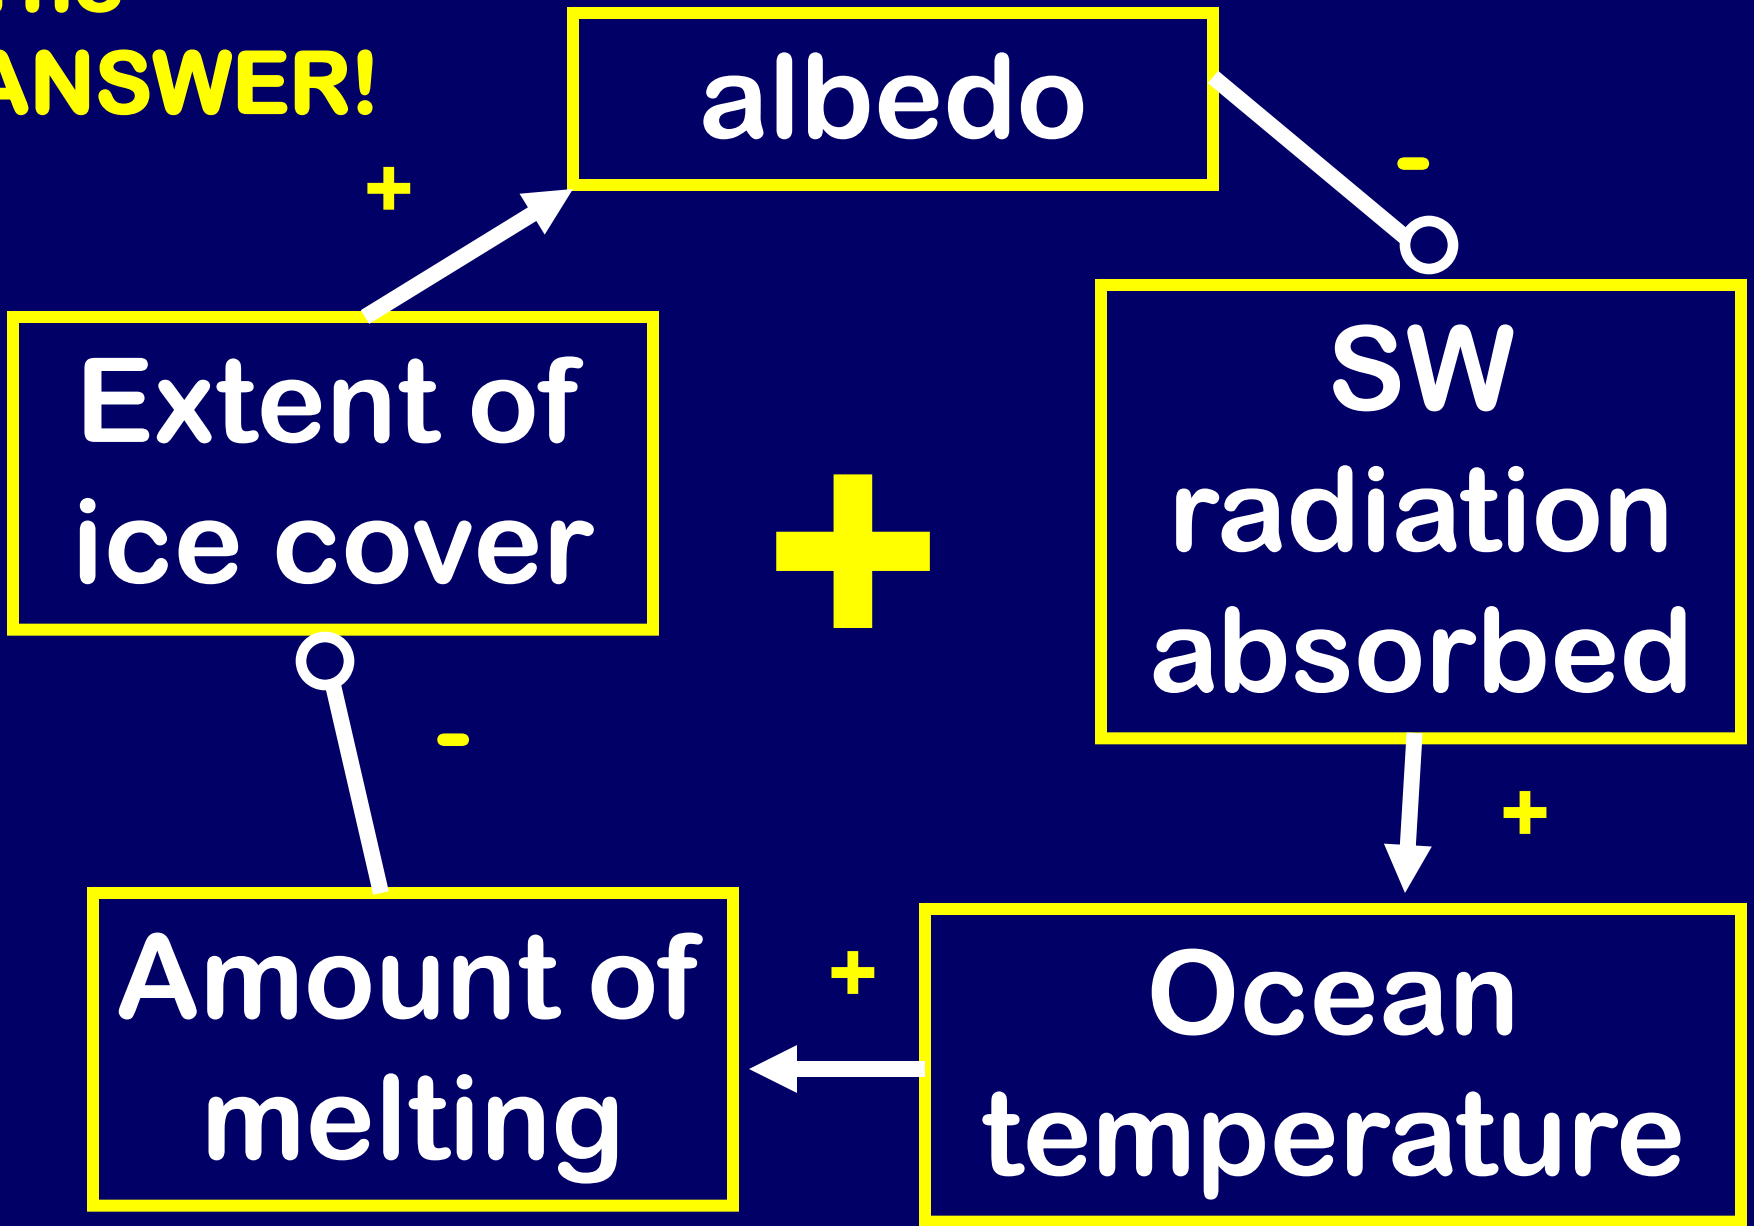 ANSWER!
albedo
+
-
Extent of
ice cover
SW
radiation
absorbed
+
-
+
Amount of
melting
+
Ocean
temperature